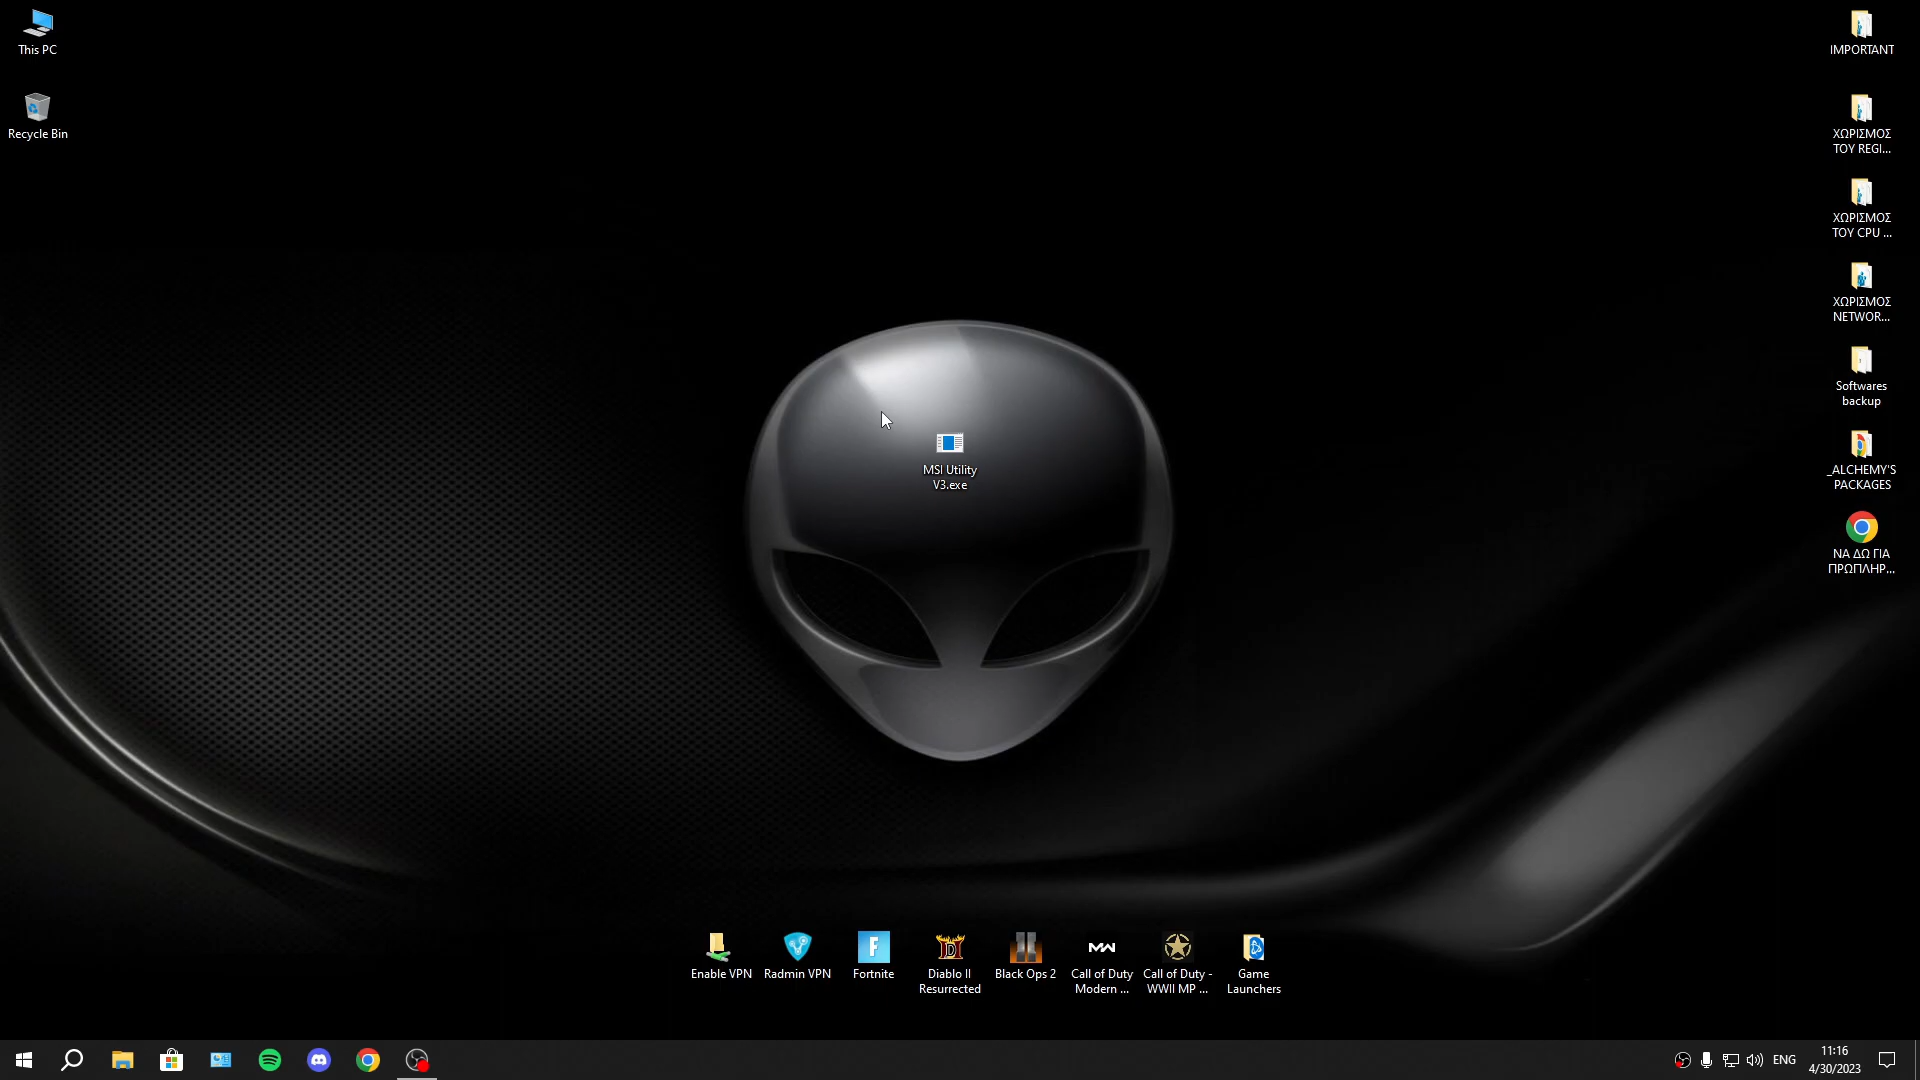 This PC
Recycle Bin
IMPORTANT
ΧΩΡΙΣΜΟΣ
ΤΟΥ REGI...
ΧΩΡΙΣΜΟΣ
ΤΟΥ CPU ...
ΧΩΡΙΣΜΟΣ
NETWOR...
Softwares
backup
_ALCHEMY'S
PACKAGES
ΝΑ ΔΩ ΓΙΑ
ΠΡΩΠΛΗΡ...
MSI Utility
V3.exe
Enable VPN
Radmin VPN
Fortnite
Diablo II
Resurrected
Black Ops 2
Call of Duty
Modern ...
Call of Duty -
WWII MP ...
Game
Launchers
ENG
11:16
4/30/2023